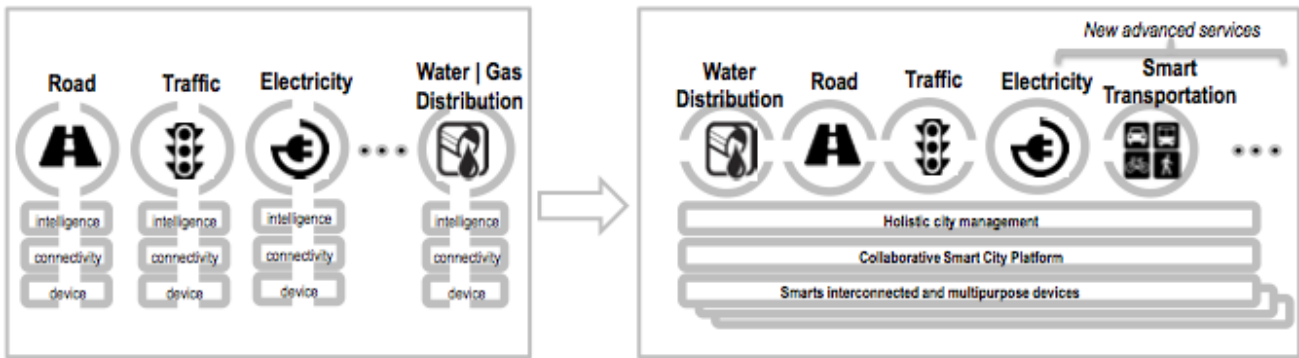 Road
Traffic
Electricity
Water | Gas
Distribution
intelligence
intelligence
intelligence
intelligence
connectivity
connectivity
connectivity
connectivity
device
device
device
device
New advanced services
Water
Distribution
Road
Traffic
Electricity
Smart
Transportation
Holistic city management
Collaborative Smart City Platform
Smarts interconnected and multipurpose devices